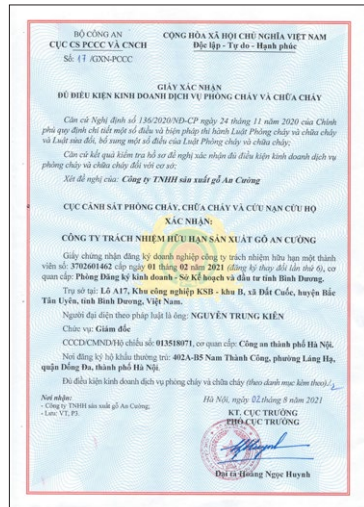 BỘ CÔNG AN
CỤC CS PCCC VÀ CNCH
Số: 17 /GXN-PCCC
CỘNG HÒA XÃ HỘI CHỦ NGHĨA VIỆT NAM
Độc lập - Tự do - Hạnh phúc
GIẤY XÁC NHẬN
ĐỦ ĐIỀU KIỆN KINH DOANH DỊCH VỤ PHÒNG CHÁY VÀ CHỮA CHÁY
Căn cứ Nghị định số 136/2020/NĐ-CP ngày 24 tháng 11 năm 2020 của Chính
phủ quy định chi tiết một số điều và biện pháp thi hành Luật Phòng cháy và chữa cháy
và Luật sửa đổi, bổ sung một số điều của Luật Phòng cháy và chữa cháy;
Căn cứ kết quả kiểm tra hồ sơ đề nghị xác nhận đủ điều kiện kinh doanh dịch vụ
phòng cháy và chữa cháy đối với cơ sở:
Xét đề nghị của: Công ty TNHH sản xuất gỗ An Cường
CỤC CẢNH SÁT PHÒNG CHÁY, CHỮA CHÁY VÀ CỨU NẠN CỨU HỘ
XÁC NHẬN:
CÔNG TY TRÁCH NHIỆM HỮU HẠN SẢN XUẤT GỖ AN CƯỜNG
Giấy chứng nhận đăng ký doanh nghiệp công ty trách nhiệm hữu hạn một thành
viên số: 3702601462 cấp ngày 01 tháng 02 năm 2021 (đăng ký thay đổi lần thứ 6), cơ
quan cấp: Phòng Đăng ký kinh doanh - Sở Kế hoạch và đầu tư tỉnh Bình Dương.
Trụ sở tại: Lô A17, Khu công nghiệp KSB - khu B, xã Đất Cuốc, huyện Bắc
Tân Uyên, tỉnh Bình Dương, Việt Nam.
Người đại diện theo pháp luật là ông: NGUYỄN TRUNG KIÊN
Chức vụ: Giám đốc
CCCD/CMND/Hộ chiếu số: 013518071, cơ quan cấp: Công an thành phố Hà Nội.
Nơi đăng ký hộ khẩu thường trú: 402A-B5 Nam Thành Công, phường Láng Hạ,
quận Đống Đa, thành phố Hà Nội.
Đủ điều kiện kinh doanh dịch vụ phòng cháy và chữa cháy (theo danh mục kèm theo)./.
Nơi nhận:
- Công ty TNHH sản xuất gỗ An Cường;
- Lưu: VT, P3.
Hà Nội, ngày 02 tháng 8 năm 2021
KT. CỤC TRƯỞNG
PHÓ CỤC TRƯỞNG
Đại tá Hoàng Ngọc Huynh